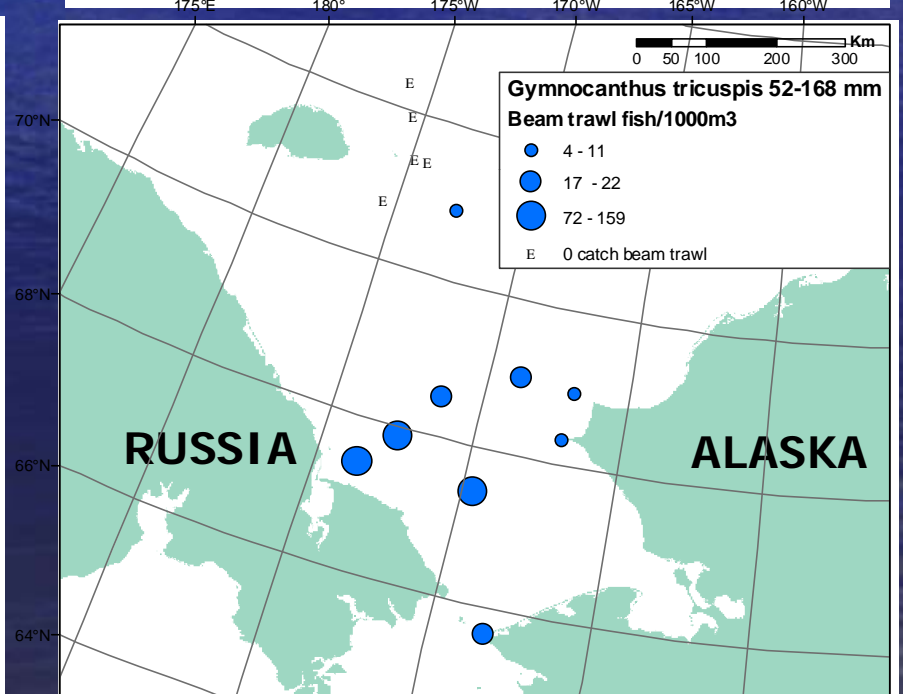 175°E 180° 175°W 170°W 165°W 160°W
Km
0 50 100 200 300
Gymnocanthus tricuspis 52-168 mm
Beam trawl fish/1000m3
4 - 11
17 - 22
72 - 159
E 0 catch beam trawl
E
70°N
E
E E
E
68°N
RUSSIA
ALASKA
66°N
64°N